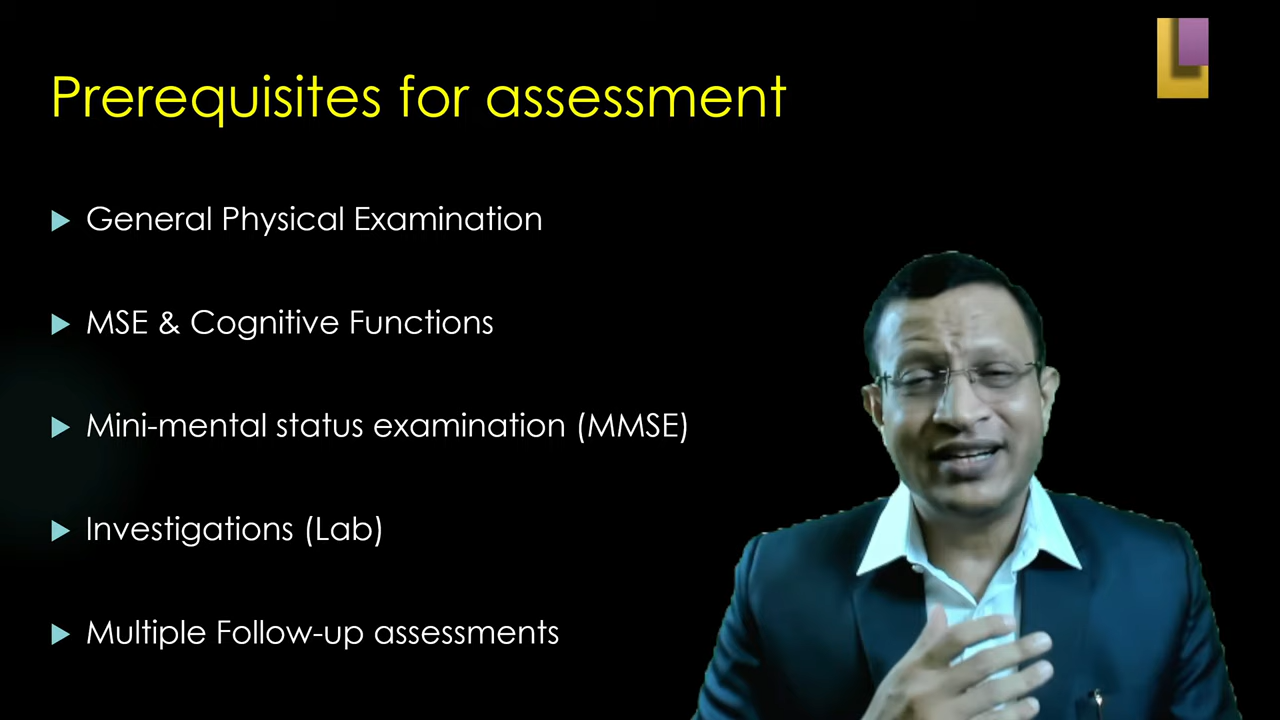 Prerequisites for assessment
General Physical Examination
MSE & Cognitive Functions
Mini-mental status examination (MMSE)
Investigations (Lab)
Multiple Follow-up assessments